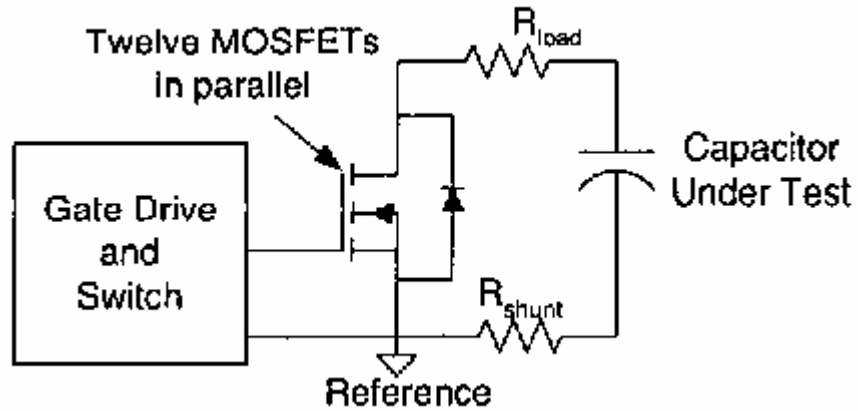 Twelve MOSFETs
in parallel
Rload
Gate Drive
and
Switch
Capacitor
Under Test
Rshunt
Reference